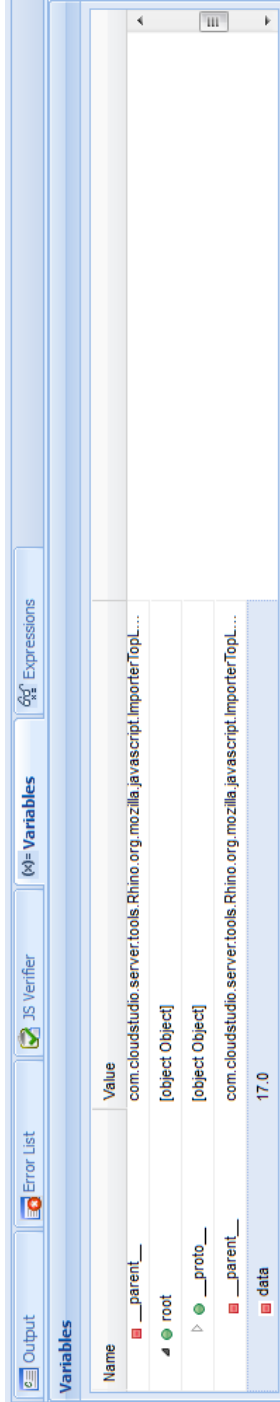 Output Error List JS Verifier (x)= Variables Expressions
Variables
Name Value
__parent__ com.cloudstudio.server.tools.Rhino.org.mozilla.javascript.ImporterTopL...
root [object Object]
__proto__ [object Object]
__parent__ com.cloudstudio.server.tools.Rhino.org.mozilla.javascript.ImporterTopL...
data 17.0